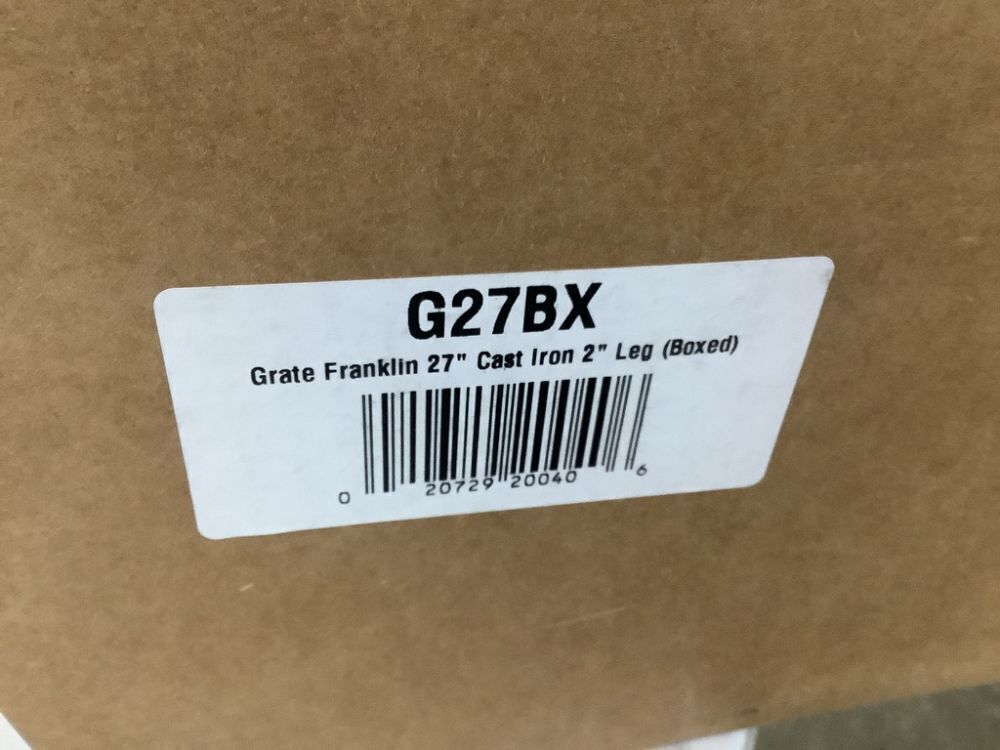 G27BX
Grate Franklin 27" Cast Iron 2" Leg (Boxed)
0 20729 20040 6